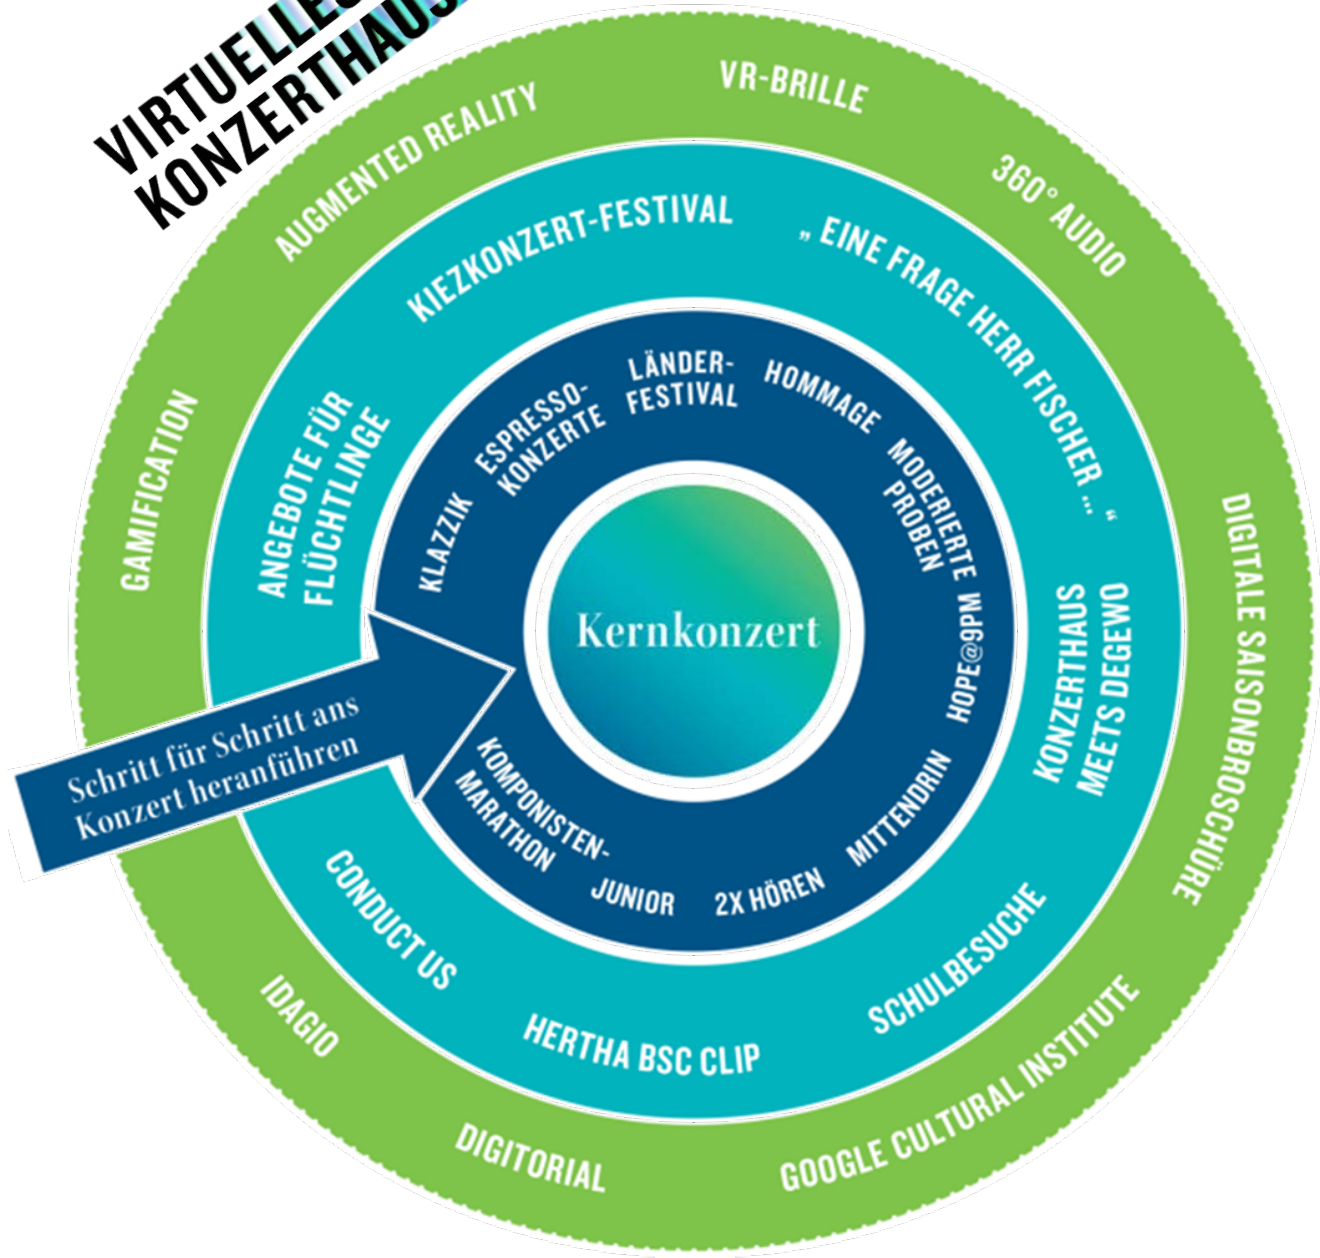 VIRTUELLES
KONZERTHAUS
AUGMENTED REALITY
VR-BRILLE
360° AUDIO
DIGITALE SAISONBROSCHÜRE
GOOGLE CULTURAL INSTITUTE
DIGITORIAL
IDAGIO
GAMIFICATION
KIEZKONZERT-FESTIVAL
„ EINE FRAGE HERR FISCHER ... “
KONZERTHAUS
MEETS DEGEWO
SCHULBESUCHE
HERTHA BSC CLIP
CONDUCT US
ANGEBOTE FÜR
FLÜCHTLINGE
KLAZZIK
ESPRESSO-
KONZERTE
LÄNDER-
FESTIVAL
HOMMAGE
MODERIERTE
PROBEN
HOPE@9PM
MITTENDRIN
2X HÖREN
JUNIOR
KOMPONISTEN-
MARATHON
Kernkonzert
Schritt für Schritt ans
Konzert heranführen